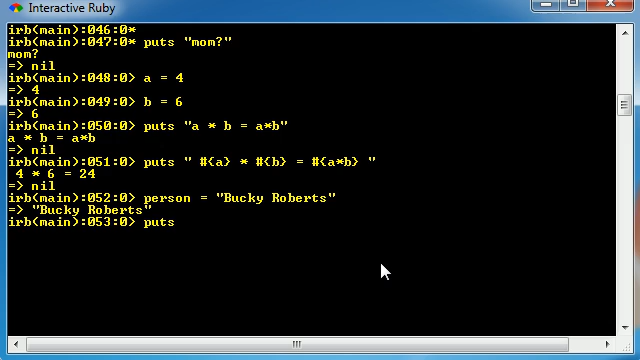 Interactive Ruby
irb(main):046:0*
irb(main):047:0* puts "mom?"
mom?
=> nil
irb(main):048:0> a = 4
=> 4
irb(main):049:0> b = 6
=> 6
irb(main):050:0> puts "a * b = a*b"
a * b = a*b
=> nil
irb(main):051:0> puts " #{a} * #{b} = #{a*b} "
 4 * 6 = 24
=> nil
irb(main):052:0> person = "Bucky Roberts"
=> "Bucky Roberts"
irb(main):053:0> puts